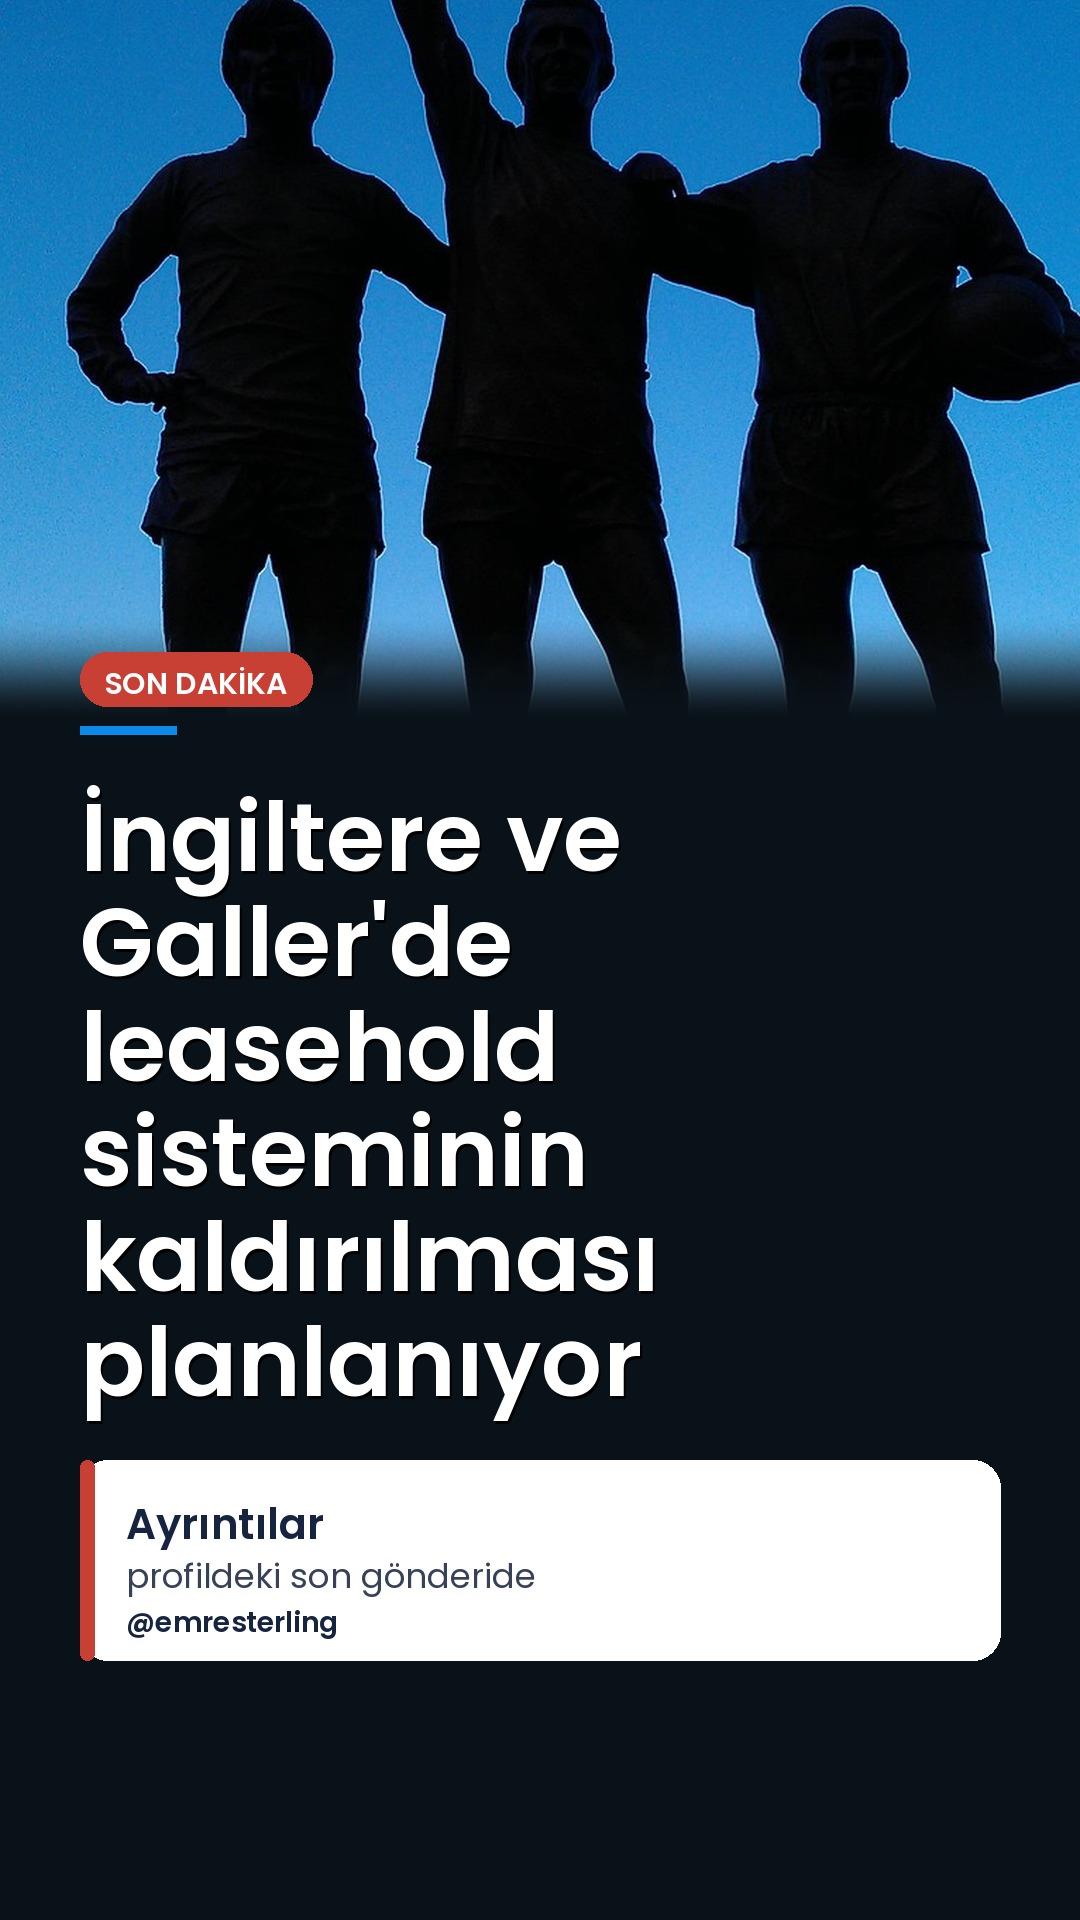 SON DAKİKA
İngiltere ve
Galler'de
leasehold
sisteminin
kaldırılması
planlanıyor
Ayrıntılar
profildeki son gönderide
@emresterling